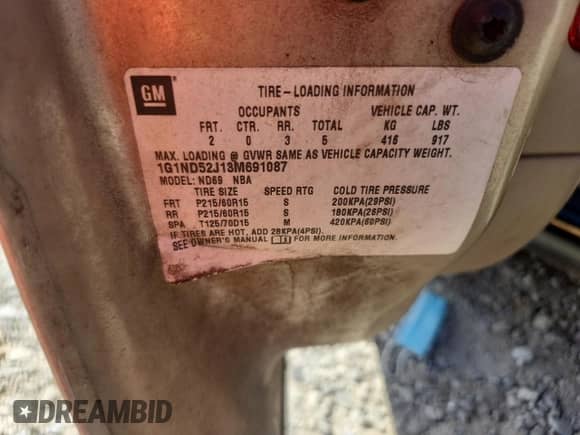 GM
TIRE-LOADING INFORMATION
OCCUPANTS VEHICLE CAP. WT.
FRT. CTR. RR. TOTAL KG LBS
2 0 3 5 416 917
MAX. LOADING @ GVWR SAME AS VEHICLE CAPACITY WEIGHT.
1G1ND52J13M691087
MODEL: ND69 NBA
TIRE SIZE SPEED RTG COLD TIRE PRESSURE
FRT P215/60R15 S 200KPA(29PSI)
RR P215/60R15 S 180KPA(26PSI)
SPA T125/70D15 M 420KPA(60PSI)
IF TIRES ARE HOT, ADD 28KPA(4PSI).
SEE OWNER'S MANUAL FOR MORE INFORMATION.
DREAMBID